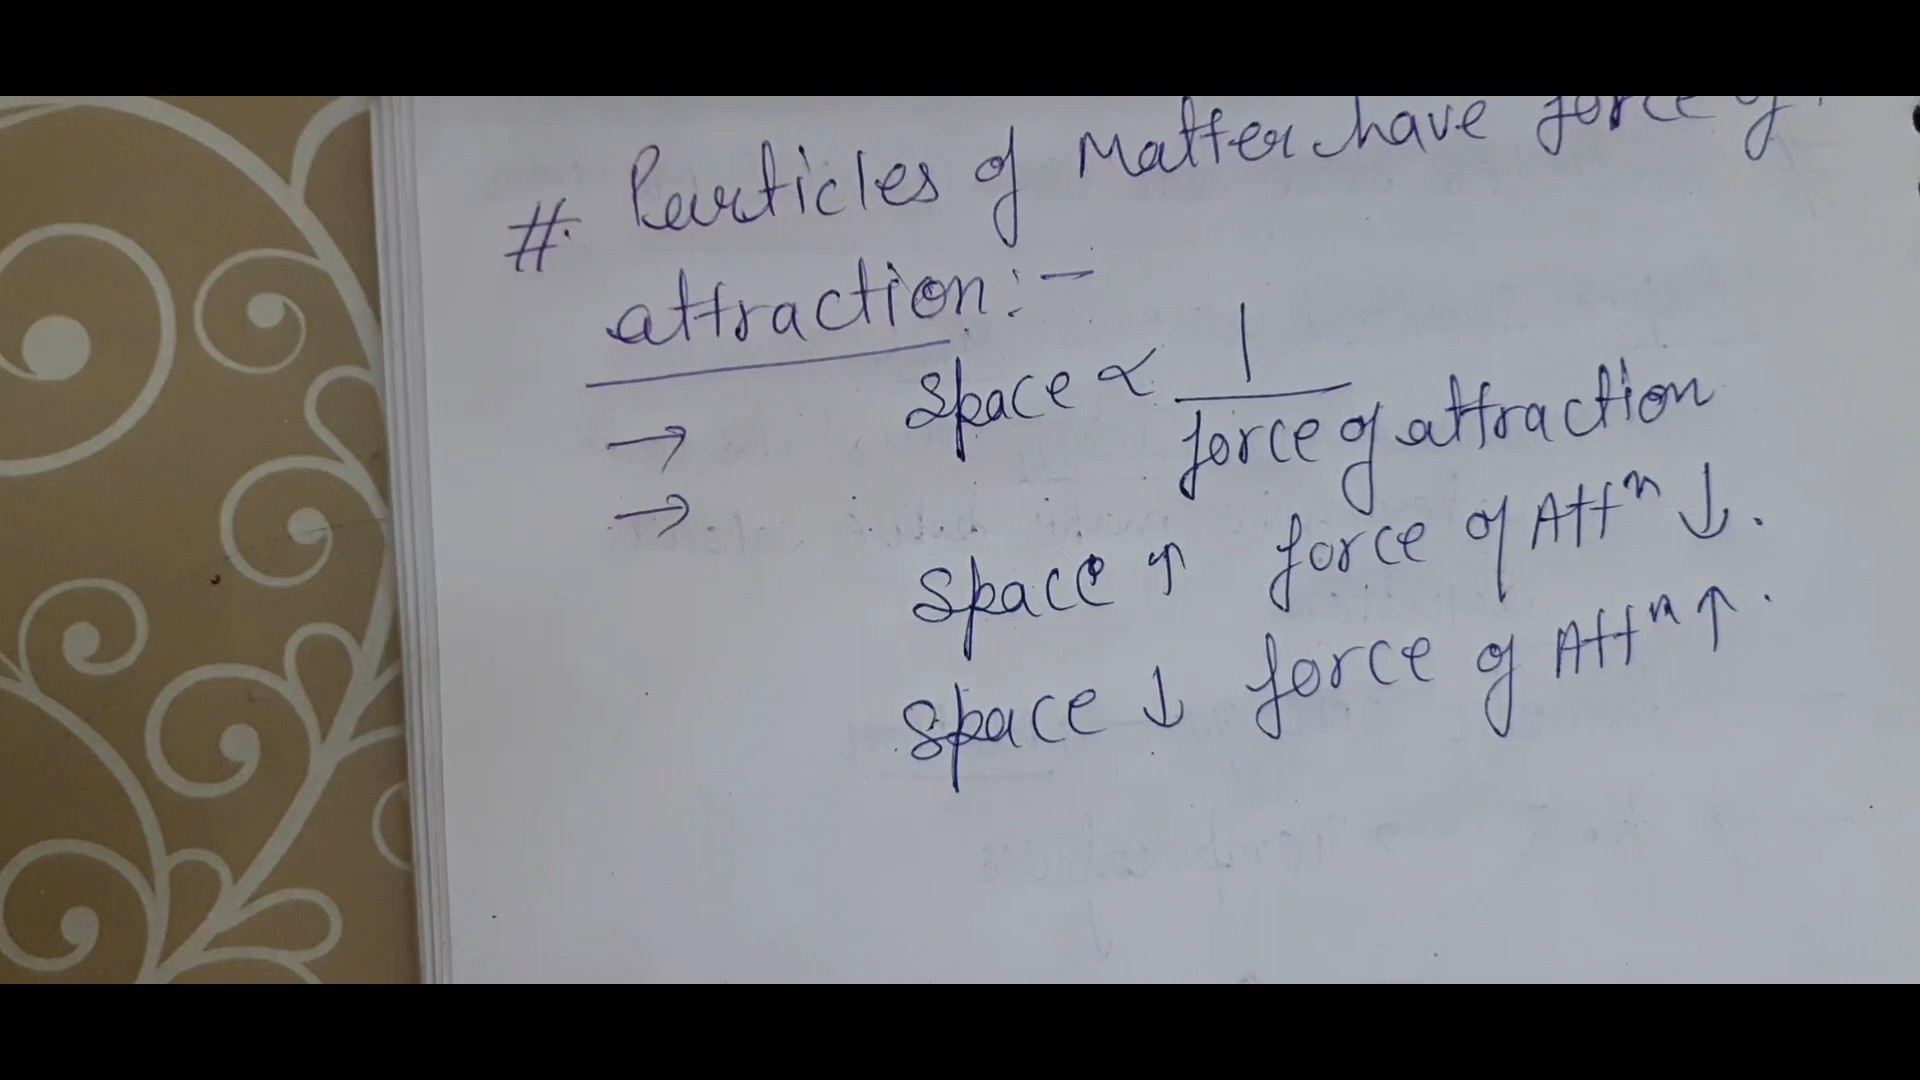 # Particles of Matter have force of
attraction :-
→ Space ∝ 1/force of attraction
→
Space ↑ force of Attⁿ ↓.
Space ↓ force of Attⁿ ↑.